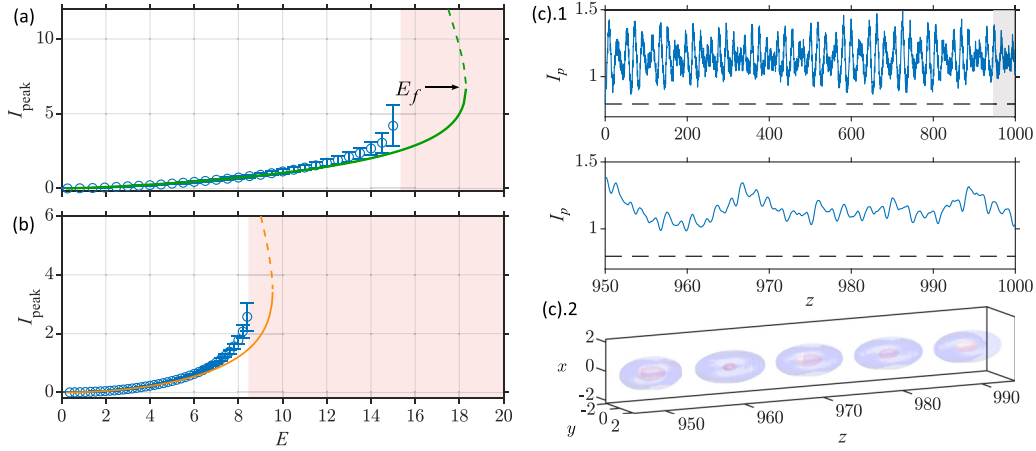 (a)
10
5
0
I_peak
E_f
(b)
6
4
2
0
I_peak
0 2 4 6 8 10 12 14 16 18 20
E
(c).1
1.5
1
I_p
0 200 400 600 800 1000
1.5
1
I_p
950 960 970 980 990 1000
z
(c).2
2
0
-2
x
-2
0
2
y
950 960 970 980 990
z